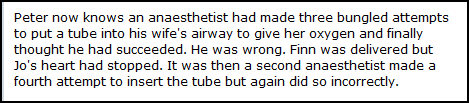 Peter now knows an anaesthetist had made three bungled attempts
to put a tube into his wife's airway to give her oxygen and finally
thought he had succeeded. He was wrong. Finn was delivered but
Jo's heart had stopped. It was then a second anaesthetist made a
fourth attempt to insert the tube but again did so incorrectly.